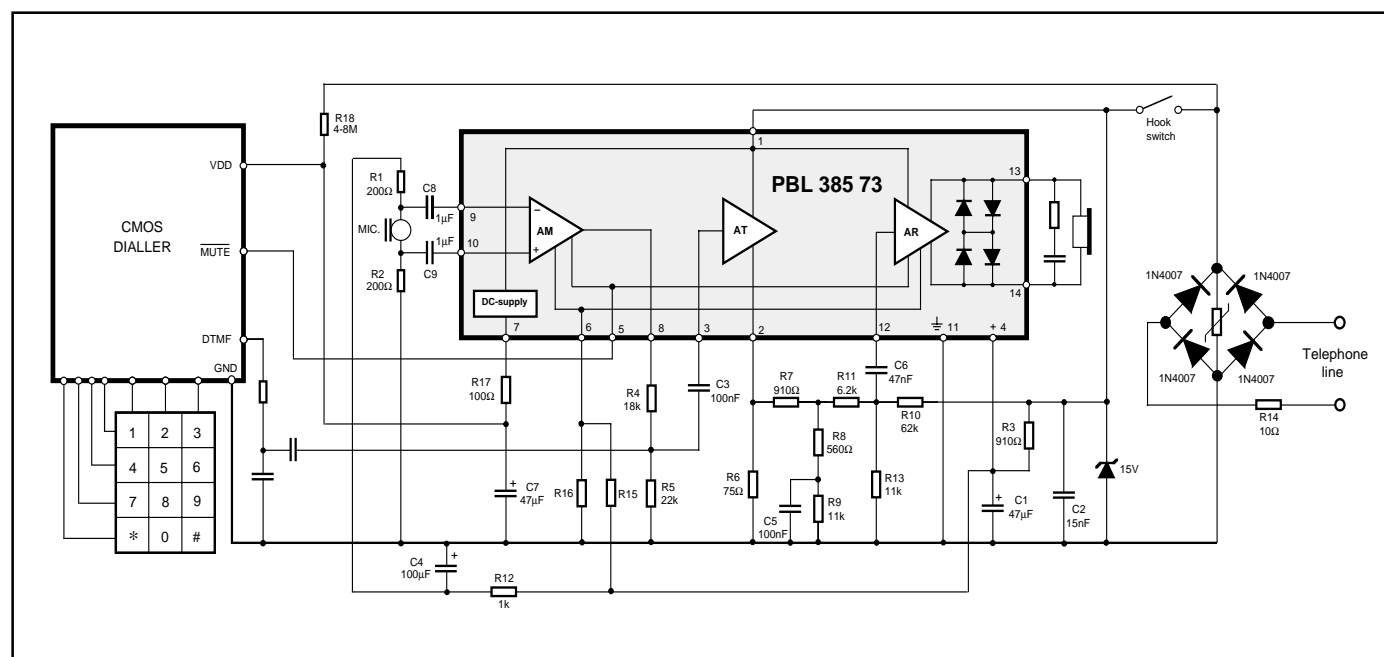 R18
4-8M
Hook
switch
VDD
CMOS
DIALLER
MUTE
DTMF
GND
R1
200Ω
MIC.
R2
200Ω
C8
1μF
1μF
C9
PBL 385 73
1
9
10
−
+
AM
AT
AR
DC-supply
13
14
7
6
5
8
3
2
12
11
+ 4
1N4007
1N4007
1N4007
1N4007
Telephone
line
R14
10Ω
R17
100Ω
R4
18k
C3
100nF
R7
910Ω
R11
6.2k
C6
47nF
R10
62k
R3
910Ω
R8
560Ω
15V
1 2 3
4 5 6
7 8 9
* 0 #
+
C7
47μF
R16
R15
R5
22k
R6
75Ω
C5
100nF
R9
11k
R13
11k
+
C1
47μF
C2
15nF
C4
100μF
+
R12
1k